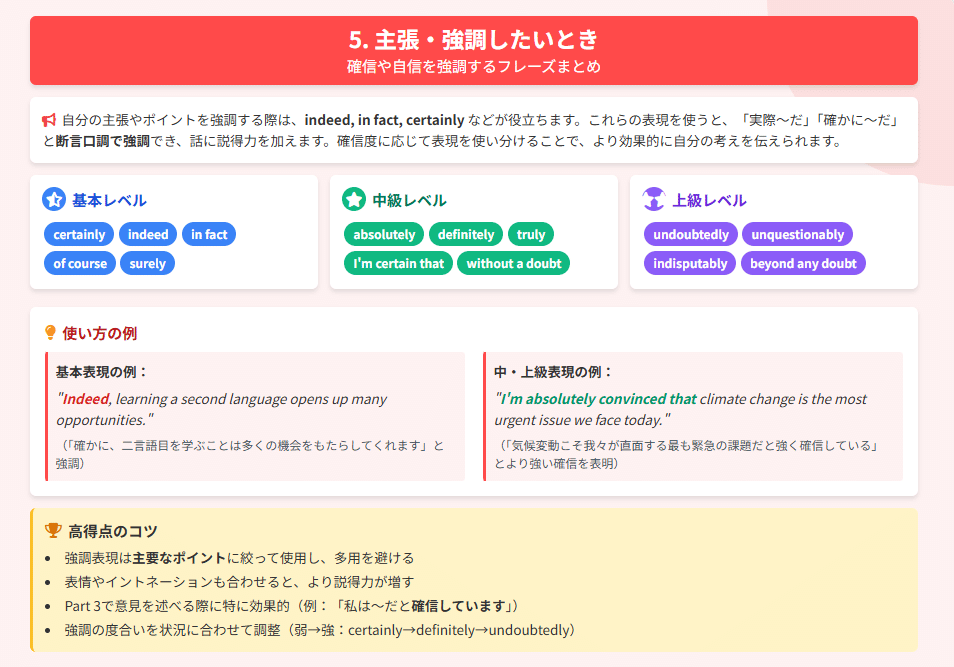 5. 主張・強調したいとき
確信や自信を強調するフレーズまとめ
自分の主張やポイントを強調する際は、indeed, in fact, certainly などが役立ちます。これらの表現を使うと、「実際〜だ」「確かに〜だ」
と断言口調で強調でき、話に説得力を加えます。確信度に応じて表現を使い分けることで、より効果的に自分の考えを伝えられます。
基本レベル
certainly indeed in fact
of course surely
中級レベル
absolutely definitely truly
I'm certain that without a doubt
上級レベル
undoubtedly unquestionably
indisputably beyond any doubt
使い方の例
基本表現の例：
"Indeed, learning a second language opens up many
opportunities."
（「確かに、二言語目を学ぶことは多くの機会をもたらしてくれます」と
強調）
中・上級表現の例：
"I'm absolutely convinced that climate change is the most
urgent issue we face today."
（「気候変動こそ我々が直面する最も緊急の課題だと強く確信している」
とより強い確信を表明）
高得点のコツ
• 強調表現は主要なポイントに絞って使用し、多用を避ける
• 表情やイントネーションも合わせると、より説得力が増す
• Part 3で意見を述べる際に特に効果的（例：「私は〜だと確信しています」）
• 強調の度合いを状況に合わせて調整（弱→強：certainly→definitely→undoubtedly）